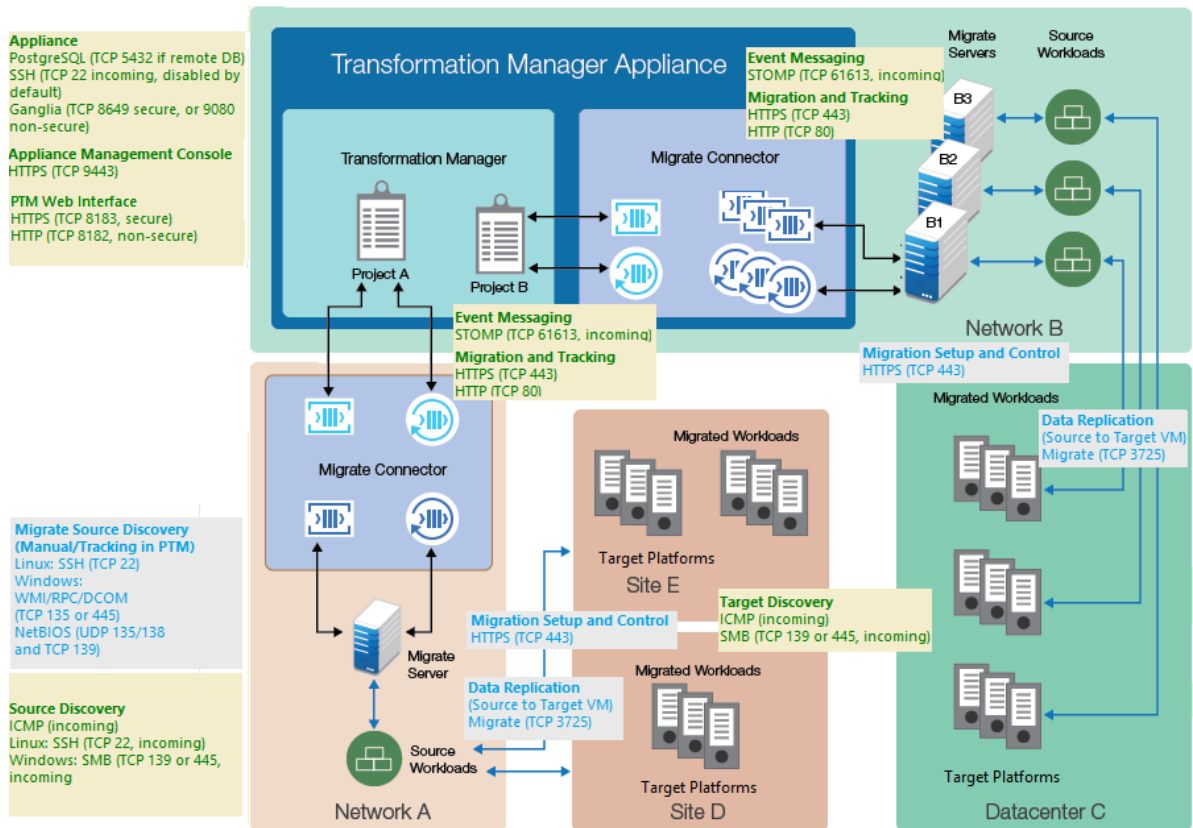 Appliance
PostgreSQL (TCP 5432 if remote DB)
SSH (TCP 22 incoming, disabled by
default)
Ganglia (TCP 8649 secure, or 9080
non-secure)
Appliance Management Console
HTTPS (TCP 9443)
PTM Web Interface
HTTPS (TCP 8183, secure)
HTTP (TCP 8182, non-secure)
Transformation Manager Appliance
Event Messaging
STOMP (TCP 61613, incoming)
Migration and Tracking
HTTPS (TCP 443)
HTTP (TCP 80)
Migrate
Servers
Source
Workloads
B3
B2
B1
Transformation Manager
Project A
Project B
Migrate Connector
Network B
Event Messaging
STOMP (TCP 61613, incoming)
Migration and Tracking
HTTPS (TCP 443)
HTTP (TCP 80)
Migration Setup and Control
HTTPS (TCP 443)
Migrated Workloads
Data Replication
(Source to Target VM)
Migrate (TCP 3725)
Migrate Connector
Migrated Workloads
Target Platforms
Site E
Migrate Source Discovery
(Manual/Tracking in PTM)
Linux: SSH (TCP 22)
Windows:
WMI/RPC/DCOM
(TCP 135 or 445)
NetBIOS (UDP 135/138
and TCP 139)
Target Discovery
ICMP (incoming)
SMB (TCP 139 or 445, incoming)
Migration Setup and Control
HTTPS (TCP 443)
Migrate
Server
Migrated Workloads
Data Replication
(Source to Target VM)
Migrate (TCP 3725)
Source Discovery
ICMP (incoming)
Linux: SSH (TCP 22, incoming)
Windows: SMB (TCP 139 or 445,
incoming
Source
Workloads
Target Platforms
Target Platforms
Network A
Site D
Datacenter C